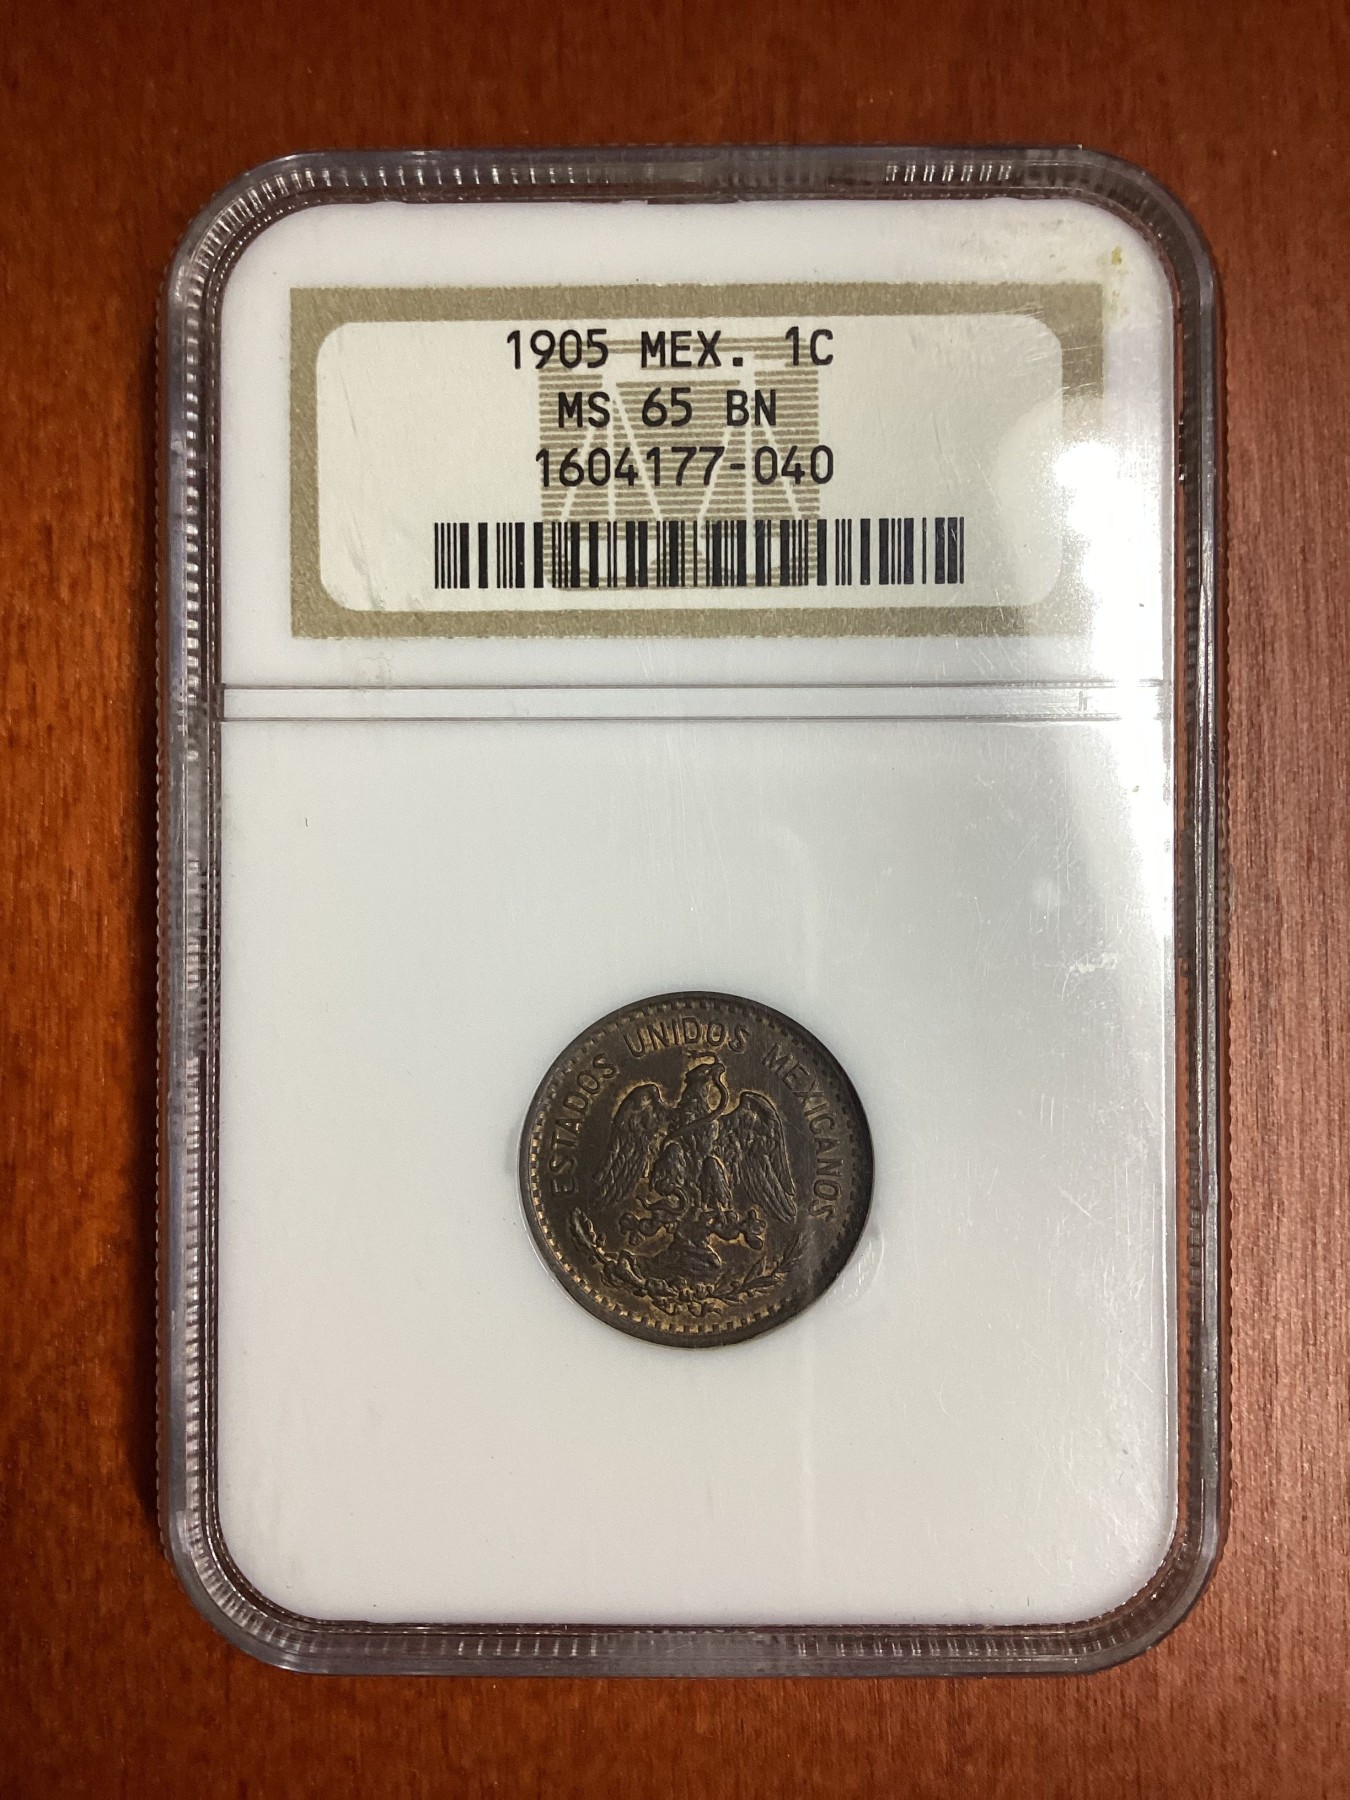 1905 MEX. 1C
MS 65 BN
1604177-040
ESTADOS UNIDOS MEXICANOS